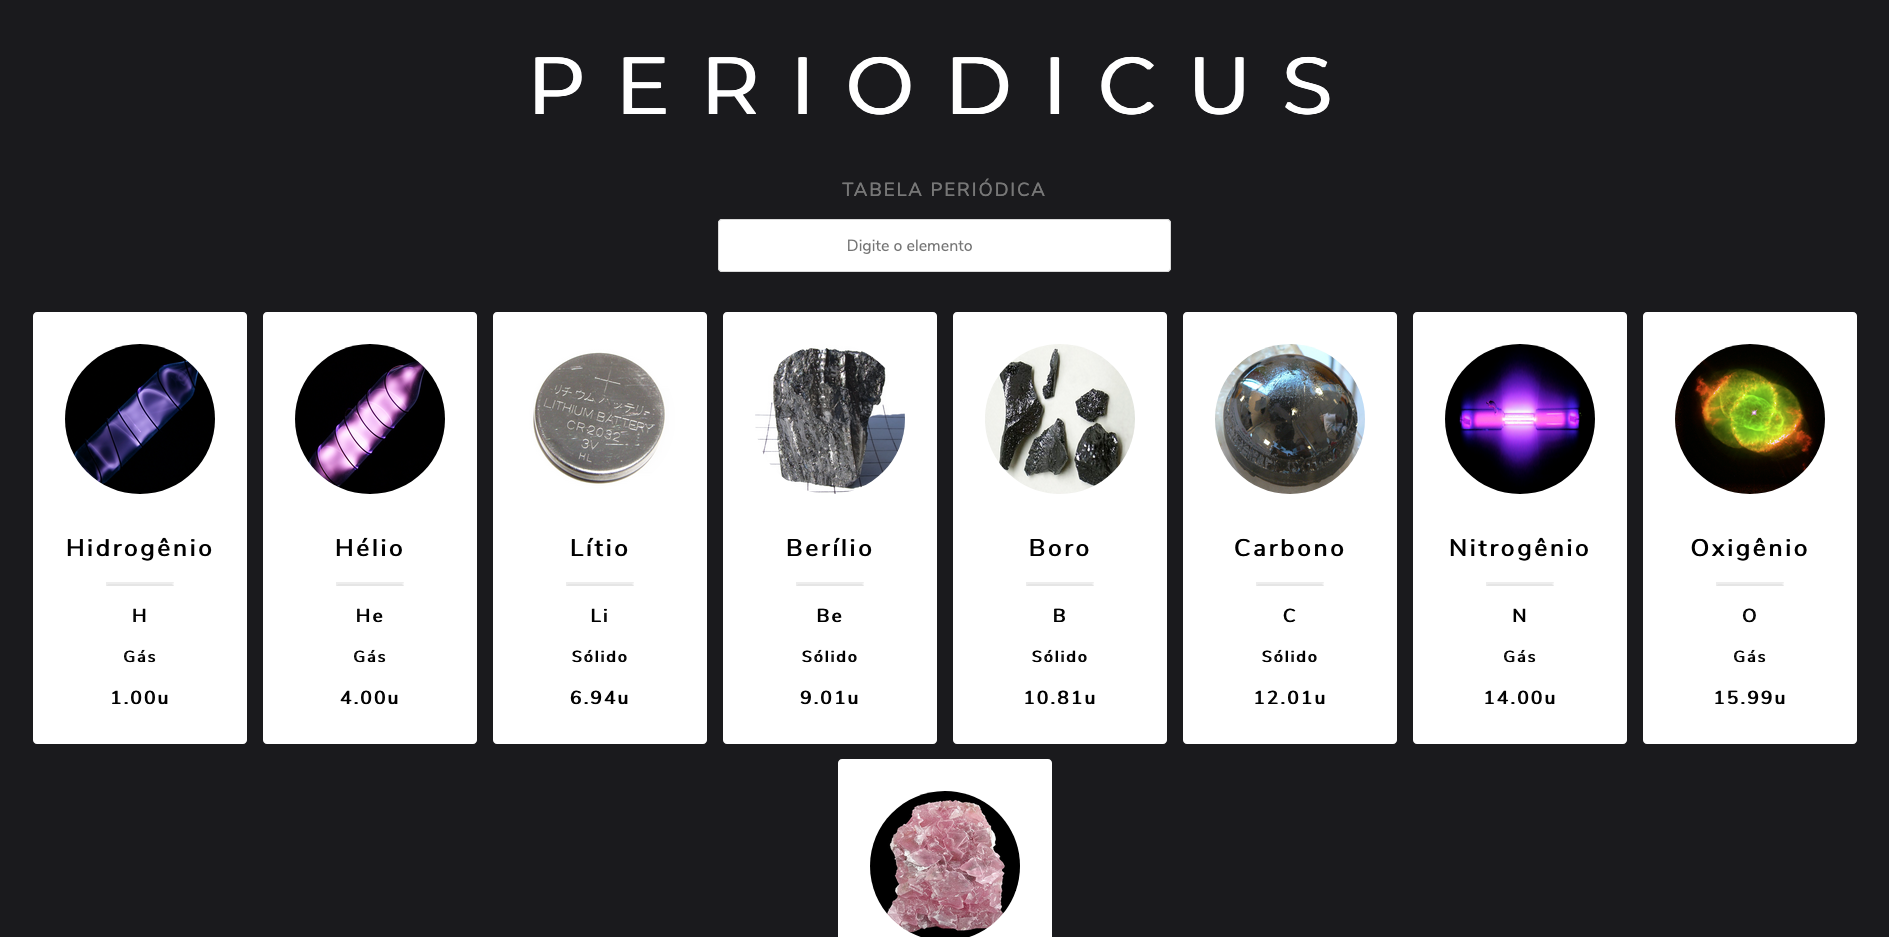 PERIODICUS
TABELA PERIÓDICA
Digite o elemento
リチウムバッテリー
LITHIUM BATTERY
CR2032
3V
HL
Hidrogênio
H
Gás
1.00u
Hélio
He
Gás
4.00u
Lítio
Li
Sólido
6.94u
Berílio
Be
Sólido
9.01u
Boro
B
Sólido
10.81u
Carbono
C
Sólido
12.01u
Nitrogênio
N
Gás
14.00u
Oxigênio
O
Gás
15.99u